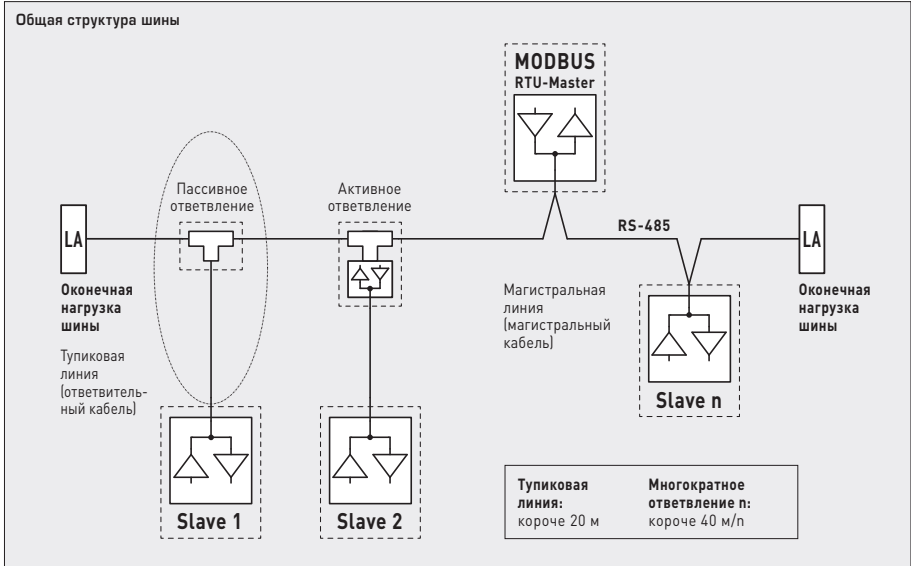 Общая структура шины
MODBUS
RTU-Master
Пассивное
ответвление
Активное
ответвление
RS-485
LA
LA
Оконечная
нагрузка
шины
Магистральная
линия
(магистральный
кабель)
Оконечная
нагрузка
шины
Тупиковая
линия
(ответвитель-
ный кабель)
Slave n
Slave 1
Slave 2
Тупиковая
линия:
короче 20 м
Многократное
ответвление n:
короче 40 м/n